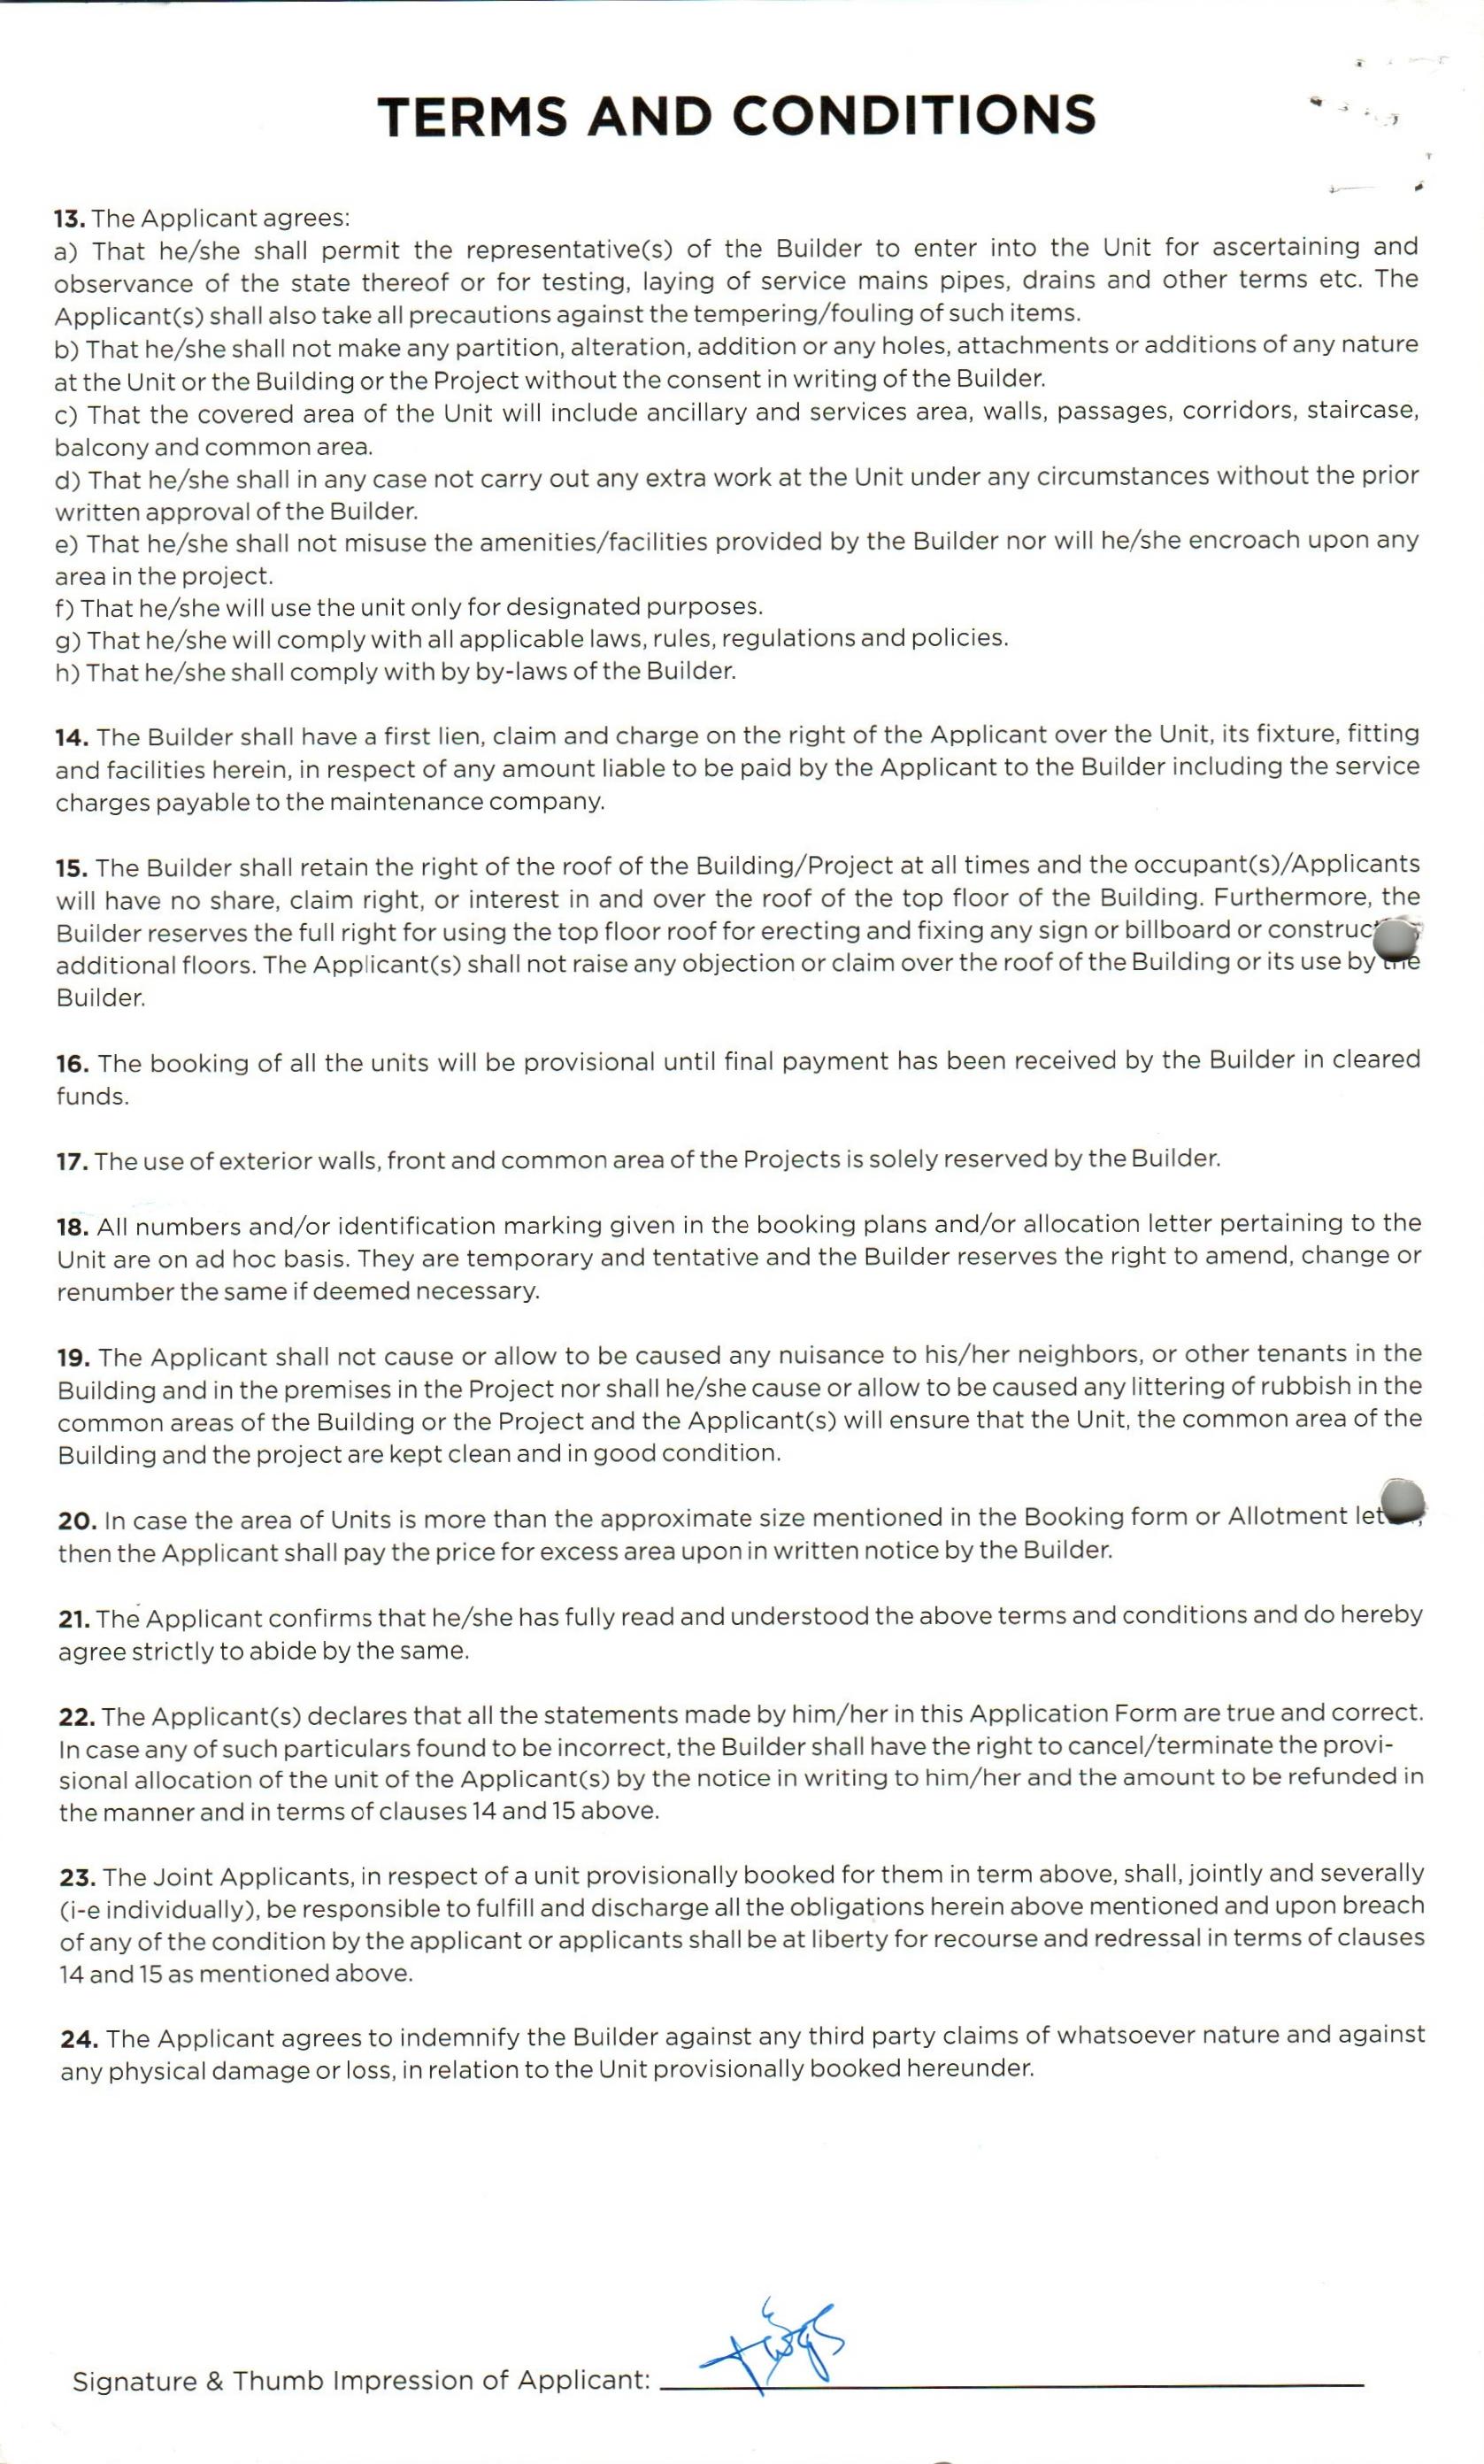 TERMS AND CONDITIONS
13. The Applicant agrees:
a) That he/she shall permit the representative(s) of the Builder to enter into the Unit for ascertaining and
observance of the state thereof or for testing, laying of service mains pipes, drains and other terms etc. The
Applicant(s) shall also take all precautions against the tempering/fouling of such items.
b) That he/she shall not make any partition, alteration, addition or any holes, attachments or additions of any nature
at the Unit or the Building or the Project without the consent in writing of the Builder.
c) That the covered area of the Unit will include ancillary and services area, walls, passages, corridors, staircase,
balcony and common area.
d) That he/she shall in any case not carry out any extra work at the Unit under any circumstances without the prior
written approval of the Builder.
e) That he/she shall not misuse the amenities/facilities provided by the Builder nor will he/she encroach upon any
area in the project.
f) That he/she will use the unit only for designated purposes.
g) That he/she will comply with all applicable laws, rules, regulations and policies.
h) That he/she shall comply with by by-laws of the Builder.
14. The Builder shall have a first lien, claim and charge on the right of the Applicant over the Unit, its fixture, fitting
and facilities herein, in respect of any amount liable to be paid by the Applicant to the Builder including the service
charges payable to the maintenance company.
15. The Builder shall retain the right of the roof of the Building/Project at all times and the occupant(s)/Applicants
will have no share, claim right, or interest in and over the roof of the top floor of the Building. Furthermore, the
Builder reserves the full right for using the top floor roof for erecting and fixing any sign or billboard or
additional floors. The Applicant(s) shall not raise any objection or claim over the roof of the Building or its use by the
Builder.
16. The booking of all the units will be provisional until final payment has been received by the Builder in cleared
funds.
17. The use of exterior walls, front and common area of the Projects is solely reserved by the Builder.
18. All numbers and/or identification marking given in the booking plans and/or allocation letter pertaining to the
Unit are on ad hoc basis. They are temporary and tentative and the Builder reserves the right to amend, change or
renumber the same if deemed necessary.
19. The Applicant shall not cause or allow to be caused any nuisance to his/her neighbors, or other tenants in the
Building and in the premises in the Project nor shall he/she cause or allow to be caused any littering of rubbish in the
common areas of the Building or the Project and the Applicant(s) will ensure that the Unit, the common area of the
Building and the project are kept clean and in good condition.
20. In case the area of Units is more than the approximate size mentioned in the Booking form or Allotment
then the Applicant shall pay the price for excess area upon in written notice by the Builder.
21. The Applicant confirms that he/she has fully read and understood the above terms and conditions and do hereby
agree strictly to abide by the same.
22. The Applicant(s) declares that all the statements made by him/her in this Application Form are true and correct.
In case any of such particulars found to be incorrect, the Builder shall have the right to cancel/terminate the provi-
sional allocation of the unit of the Applicant(s) by the notice in writing to him/her and the amount to be refunded in
the manner and in terms of clauses 14 and 15 above.
23. The Joint Applicants, in respect of a unit provisionally booked for them in term above, shall, jointly and severally
(i-e individually), be responsible to fulfill and discharge all the obligations herein above mentioned and upon breach
of any of the condition by the applicant or applicants shall be at liberty for recourse and redressal in terms of clauses
14 and 15 as mentioned above.
24. The Applicant agrees to indemnify the Builder against any third party claims of whatsoever nature and against
any physical damage or loss, in relation to the Unit provisionally booked hereunder.
Signature & Thumb Impression of Applicant: